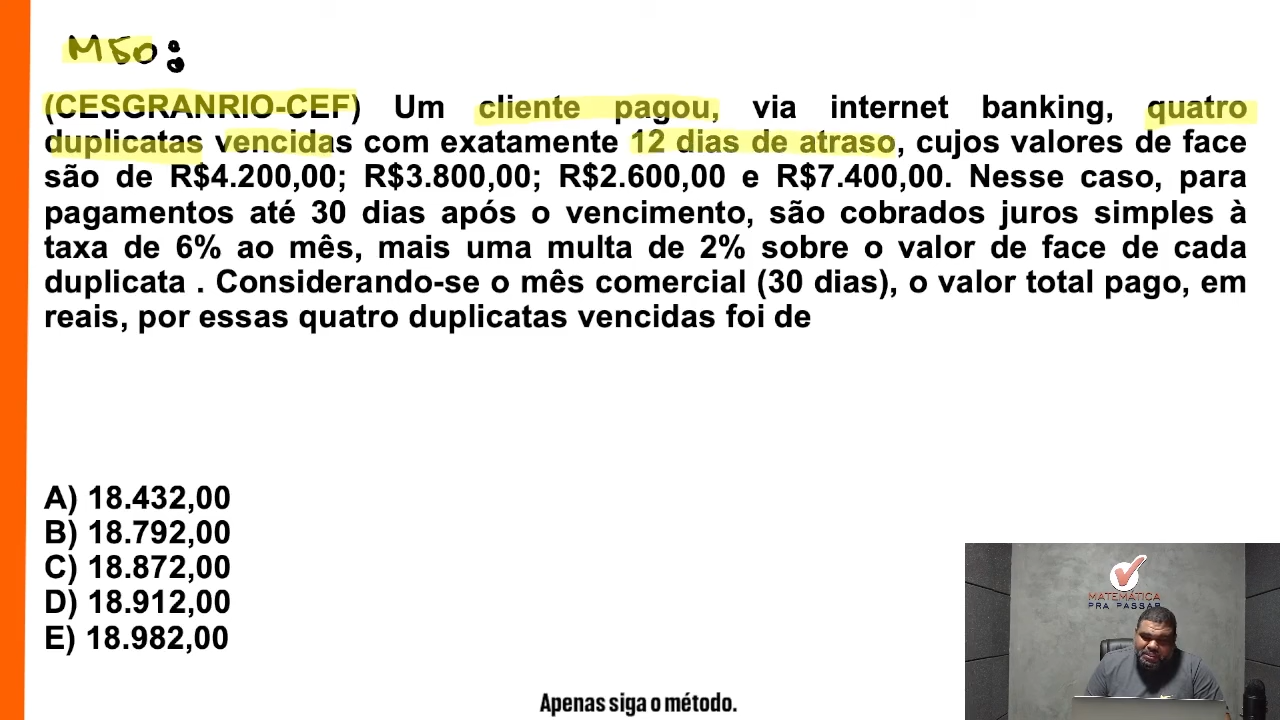 M50:
(CESGRANRIO-CEF) Um cliente pagou, via internet banking, quatro
duplicatas vencidas com exatamente 12 dias de atraso, cujos valores de face
são de R$4.200,00; R$3.800,00; R$2.600,00 e R$7.400,00. Nesse caso, para
pagamentos até 30 dias após o vencimento, são cobrados juros simples à
taxa de 6% ao mês, mais uma multa de 2% sobre o valor de face de cada
duplicata . Considerando-se o mês comercial (30 dias), o valor total pago, em
reais, por essas quatro duplicatas vencidas foi de
A) 18.432,00
B) 18.792,00
C) 18.872,00
D) 18.912,00
E) 18.982,00
MATEMÁTICA
PRA PASSAR
Apenas siga o método.